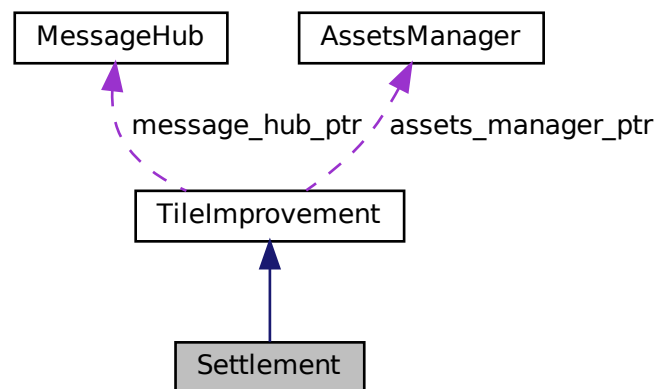 MessageHub
AssetsManager
message_hub_ptr
assets_manager_ptr
TileImprovement
Settlement